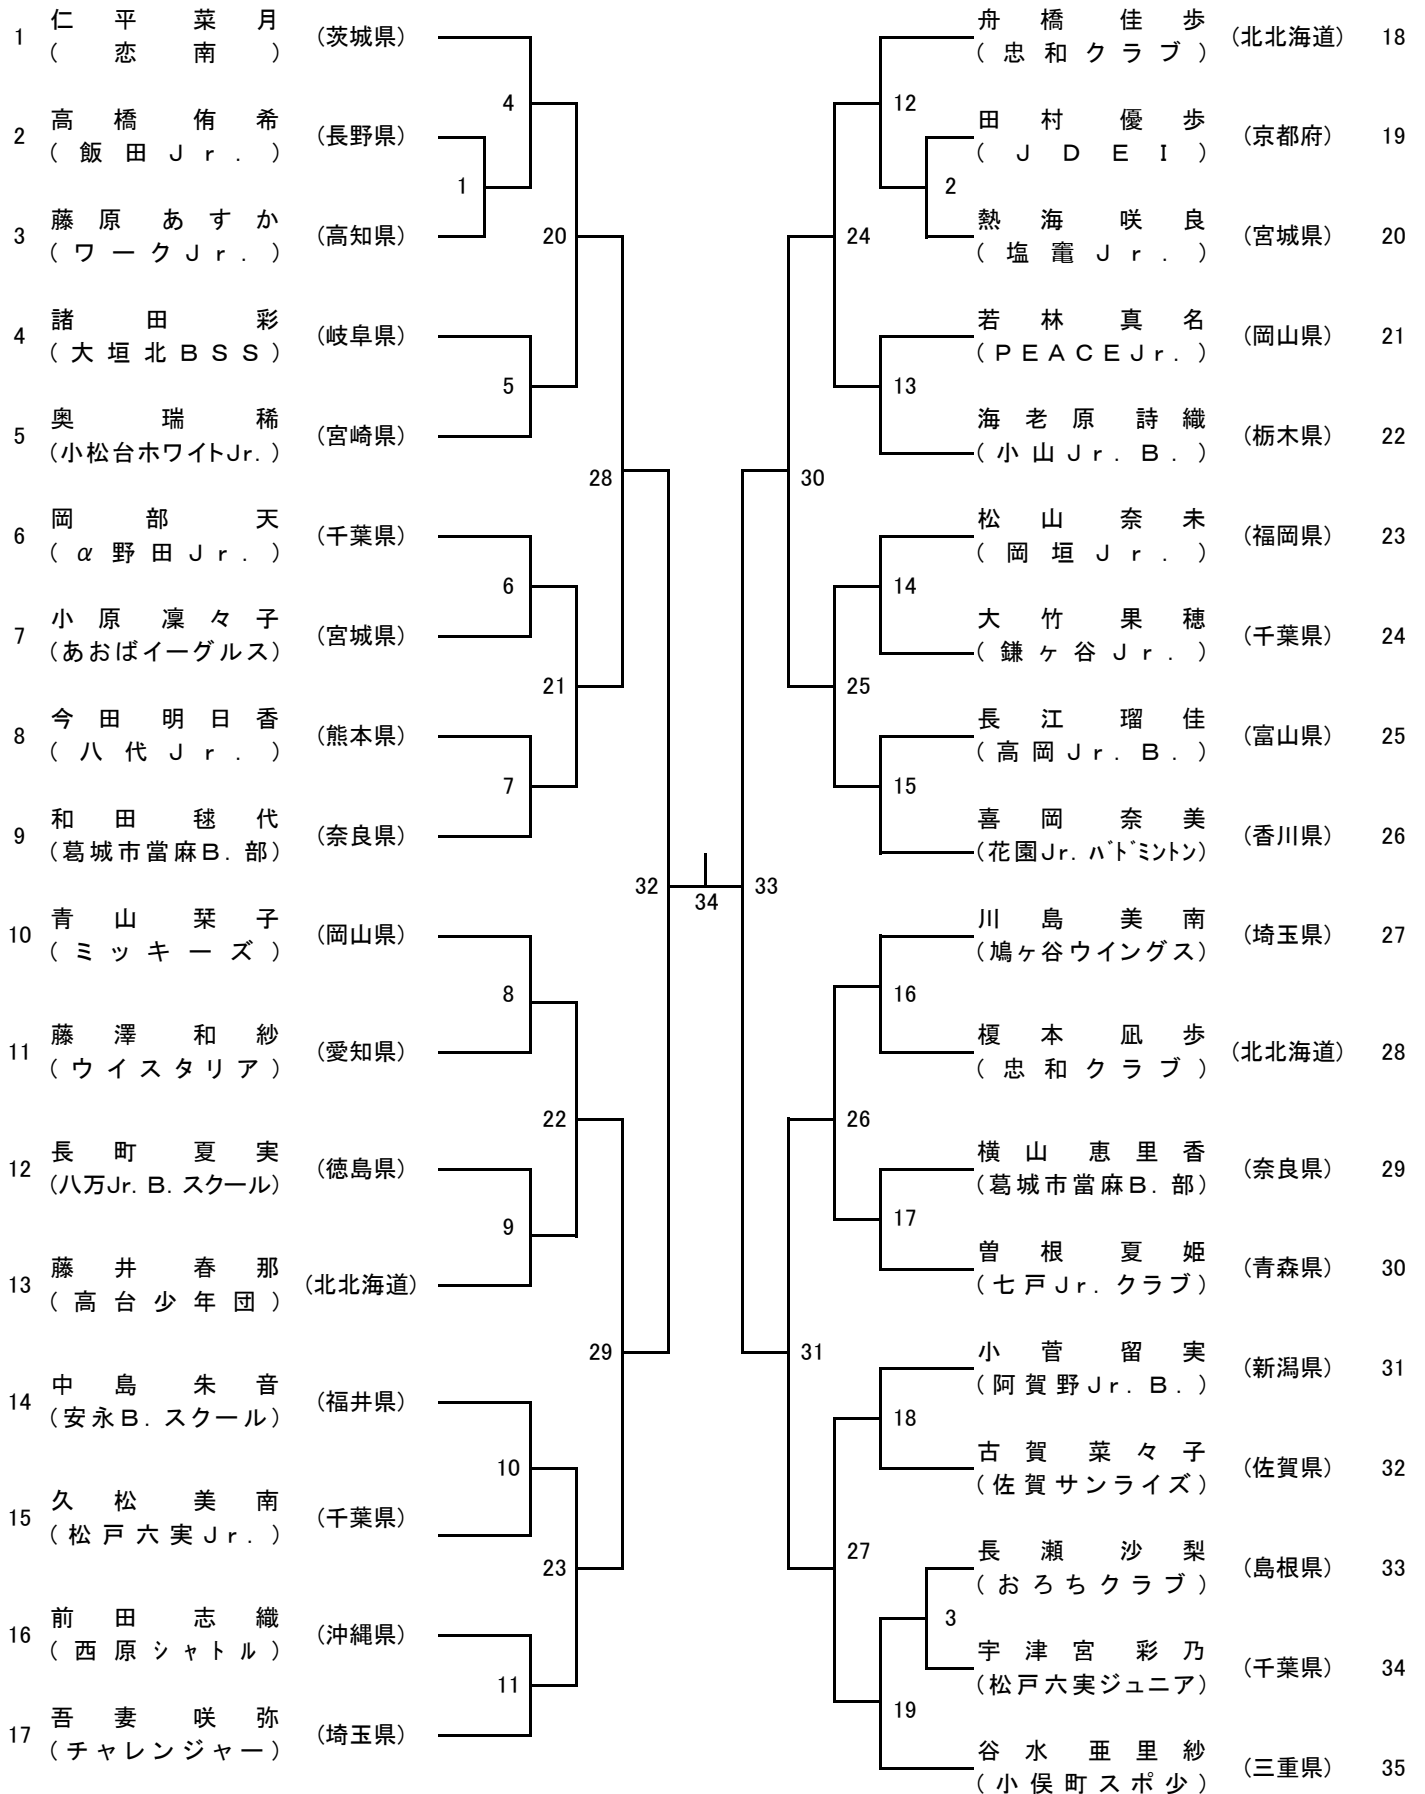 1 仁平菜月 (茨城県)
(恋南)
4
2 高橋侑希 (長野県)
(飯田Jr.)
1
3 藤原あすか (高知県)
(ワークJr.)
20
4 諸田彩 (岐阜県)
(大垣北BSS)
5
5 奥瑞稀 (宮崎県)
(小松台ホワイトJr.)
28
6 岡部天 (千葉県)
(α野田Jr.)
6
7 小原凜々子 (宮城県)
(あおばイーグルス)
21
8 今田明日香 (熊本県)
(八代Jr.)
7
9 和田毬代 (奈良県)
(葛城市當麻B.部)
32
10 青山栞子 (岡山県)
(ミッキーズ)
8
11 藤澤和紗 (愛知県)
(ウイスタリア)
22
12 長町夏実 (徳島県)
(八万Jr.B.スクール)
9
13 藤井春那 (北北海道)
(高台少年団)
29
14 中島朱音 (福井県)
(安永B.スクール)
10
15 久松美南 (千葉県)
(松戸六実Jr.)
23
16 前田志織 (沖縄県)
(西原シャトル)
11
17 吾妻咲弥 (埼玉県)
(チャレンジャー)
34
舟橋佳歩 (北北海道) 18
(忠和クラブ)
12
田村優歩 (京都府) 19
(JDEI)
2
熱海咲良 (宮城県) 20
(塩竈Jr.)
24
若林真名 (岡山県) 21
(PEACEJr.)
13
海老原詩織 (栃木県) 22
(小山Jr.B.)
30
松山奈未 (福岡県) 23
(岡垣Jr.)
14
大竹果穂 (千葉県) 24
(鎌ヶ谷Jr.)
25
長江瑠佳 (富山県) 25
(高岡Jr.B.)
15
喜岡奈美 (香川県) 26
(花園Jr.バドミントン)
33
川島美南 (埼玉県) 27
(鳩ヶ谷ウイングス)
16
榎本凪歩 (北北海道) 28
(忠和クラブ)
26
横山恵里香 (奈良県) 29
(葛城市當麻B.部)
17
曽根夏姫 (青森県) 30
(七戸Jr.クラブ)
31
小菅留実 (新潟県) 31
(阿賀野Jr.B.)
18
古賀菜々子 (佐賀県) 32
(佐賀サンライズ)
27
長瀬沙梨 (島根県) 33
(おろちクラブ)
3
宇津宮彩乃 (千葉県) 34
(松戸六実ジュニア)
19
谷水亜里紗 (三重県) 35
(小俣町スポ少)